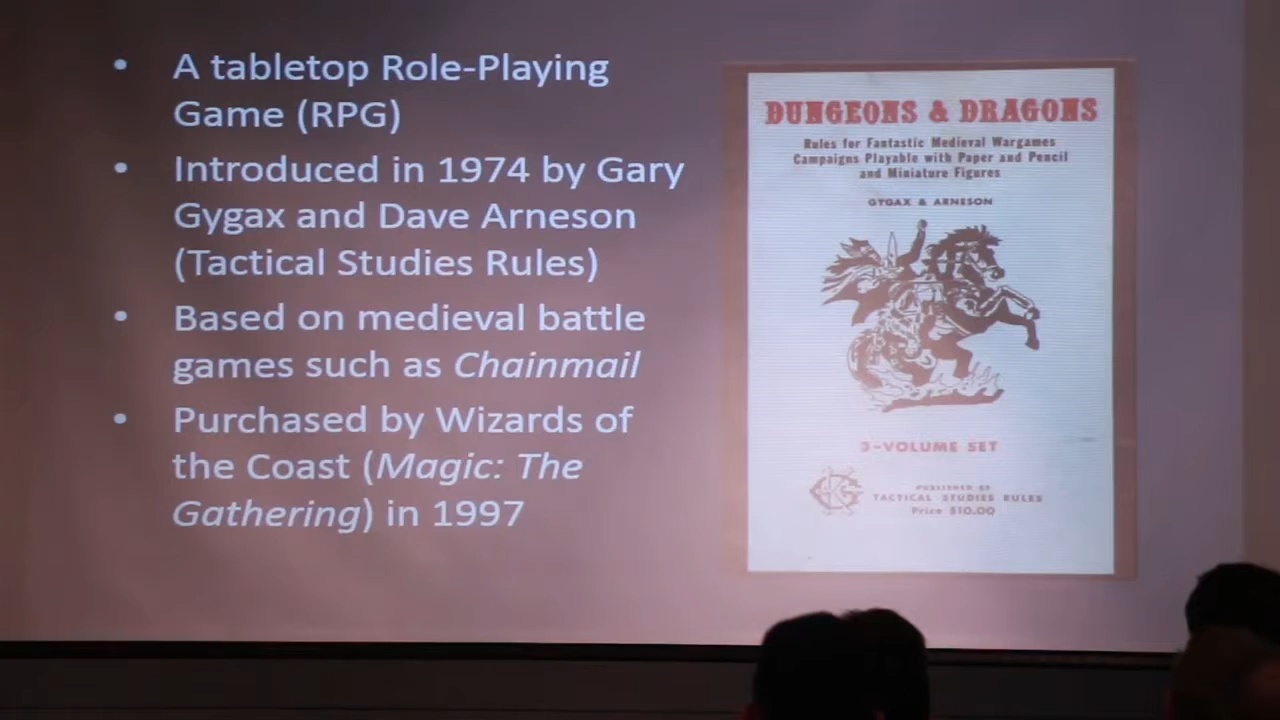 • A tabletop Role-Playing
Game (RPG)
• Introduced in 1974 by Gary
Gygax and Dave Arneson
(Tactical Studies Rules)
• Based on medieval battle
games such as Chainmail
• Purchased by Wizards of
the Coast (Magic: The
Gathering) in 1997
DUNGEONS & DRAGONS
Rules for Fantastic Medieval Wargames
Campaigns Playable with Paper and Pencil
and Miniature Figures
GYGAX & ARNESON
3-VOLUME SET
PUBLISHED BY
TACTICAL STUDIES RULES
Price $10.00